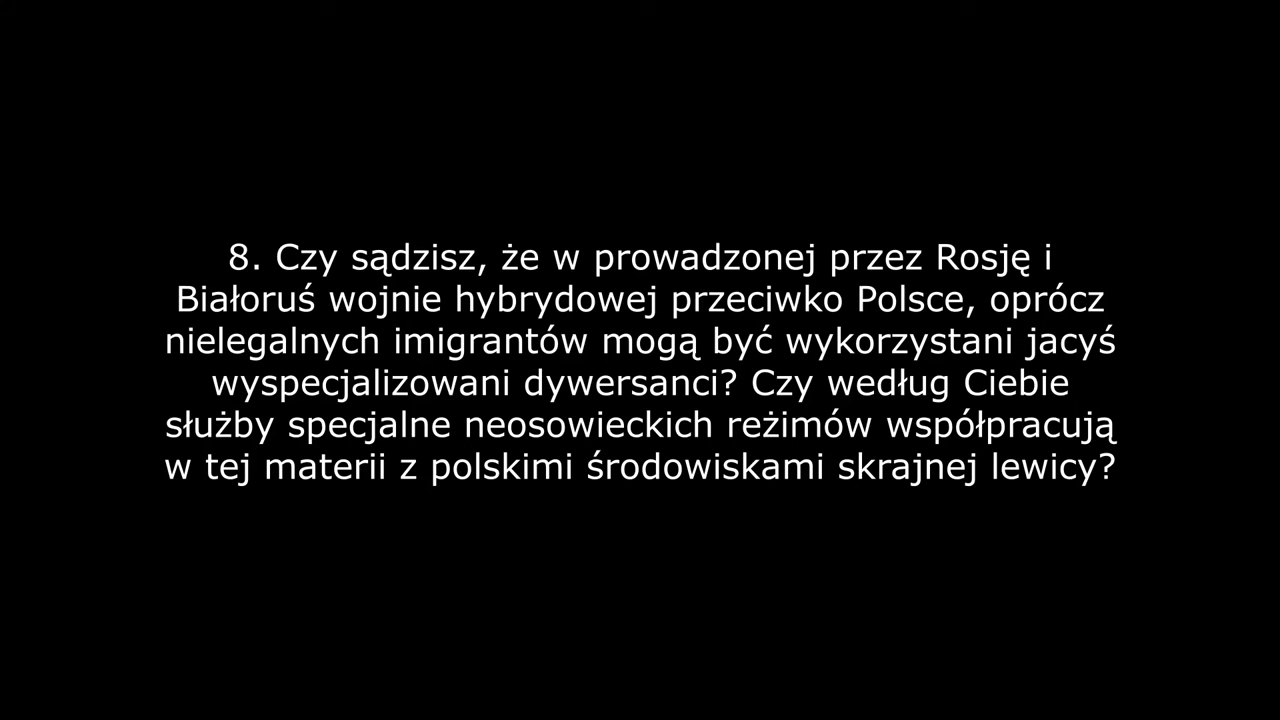 8. Czy sądzisz, że w prowadzonej przez Rosję i
Białoruś wojnie hybrydowej przeciwko Polsce, oprócz
nielegalnych imigrantów mogą być wykorzystani jacyś
wyspecjalizowani dywersanci? Czy według Ciebie
służby specjalne neosowieckich reżimów współpracują
w tej materii z polskimi środowiskami skrajnej lewicy?